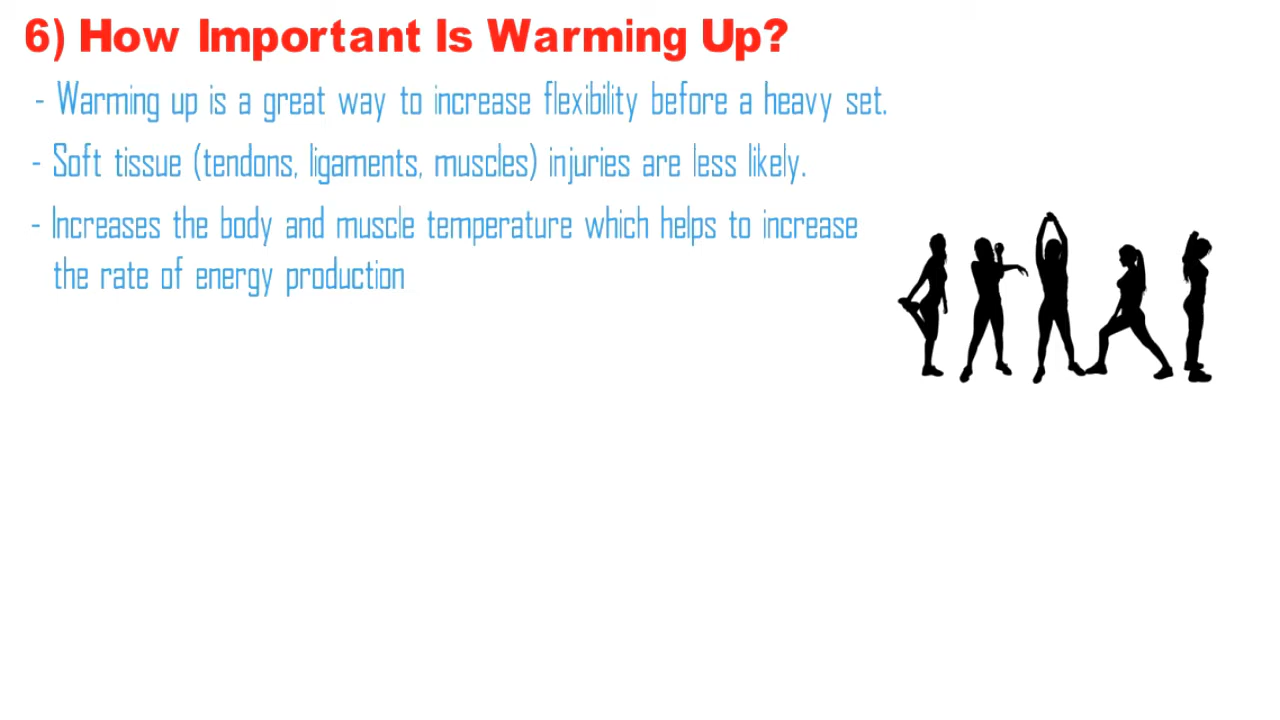 6) How Important Is Warming Up?
- Warming up is a great way to increase flexibility before a heavy set.
- Soft tissue (tendons, ligaments, muscles) injuries are less likely.
- Increases the body and muscle temperature which helps to increase
the rate of energy production